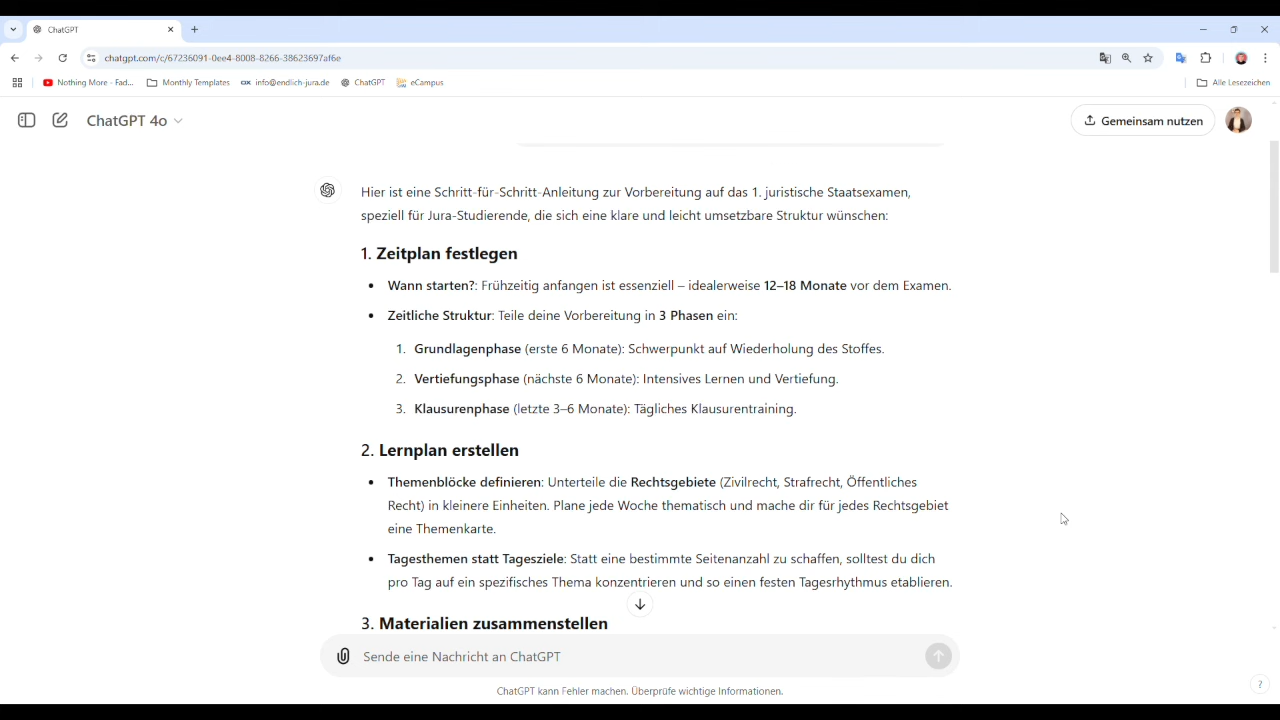 ChatGPT
chatgpt.com/c/67236091-0ee4-8008-8266-38623697af6e
Nothing More - Fad...
Monthly Templates
info@endlich-jura.de
ChatGPT
eCampus
Alle Lesezeichen
ChatGPT 4o
Gemeinsam nutzen
Hier ist eine Schritt-für-Schritt-Anleitung zur Vorbereitung auf das 1. juristische Staatsexamen,
speziell für Jura-Studierende, die sich eine klare und leicht umsetzbare Struktur wünschen:
1. Zeitplan festlegen
• Wann starten?: Frühzeitig anfangen ist essenziell – idealerweise 12–18 Monate vor dem Examen.
• Zeitliche Struktur: Teile deine Vorbereitung in 3 Phasen ein:
1. Grundlagenphase (erste 6 Monate): Schwerpunkt auf Wiederholung des Stoffes.
2. Vertiefungsphase (nächste 6 Monate): Intensives Lernen und Vertiefung.
3. Klausurenphase (letzte 3–6 Monate): Tägliches Klausurentraining.
2. Lernplan erstellen
• Themenblöcke definieren: Unterteile die Rechtsgebiete (Zivilrecht, Strafrecht, Öffentliches
Recht) in kleinere Einheiten. Plane jede Woche thematisch und mache dir für jedes Rechtsgebiet
eine Themenkarte.
• Tagesthemen statt Tagesziele: Statt eine bestimmte Seitenanzahl zu schaffen, solltest du dich
pro Tag auf ein spezifisches Thema konzentrieren und so einen festen Tagesrhythmus etablieren.
3. Materialien zusammenstellen
Sende eine Nachricht an ChatGPT
ChatGPT kann Fehler machen. Überprüfe wichtige Informationen.
?